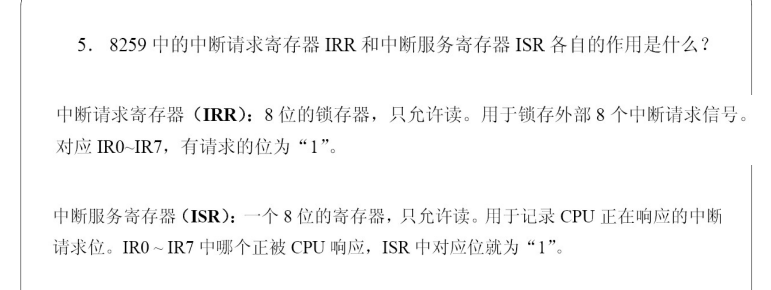 5. 8259 中的中断请求寄存器 IRR 和中断服务寄存器 ISR 各自的作用是什么？
中断请求寄存器（IRR）：8 位的锁存器，只允许读。用于锁存外部 8 个中断请求信号。
对应 IR0~IR7，有请求的位为“1”。
中断服务寄存器（ISR）：一个 8 位的寄存器，只允许读。用于记录 CPU 正在响应的中断
请求位。IR0 ~ IR7 中哪个正被 CPU 响应，ISR 中对应位就为“1”。